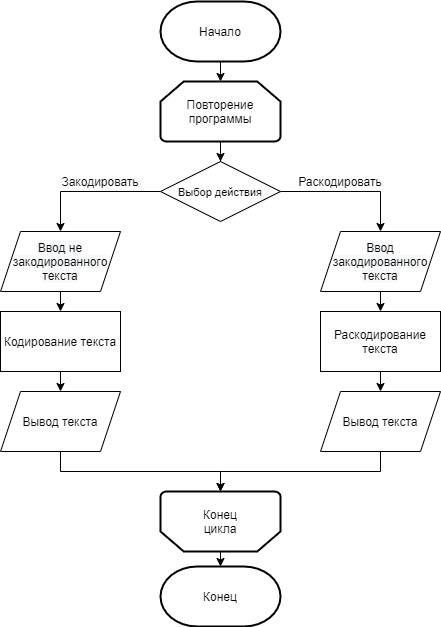 Начало
Повторение
программы
Закодировать
Выбор действия
Раскодировать
Ввод не
закодированного
текста
Ввод
закодированного
текста
Кодирование текста
Раскодирование
текста
Вывод текста
Вывод текста
Конец
цикла
Конец